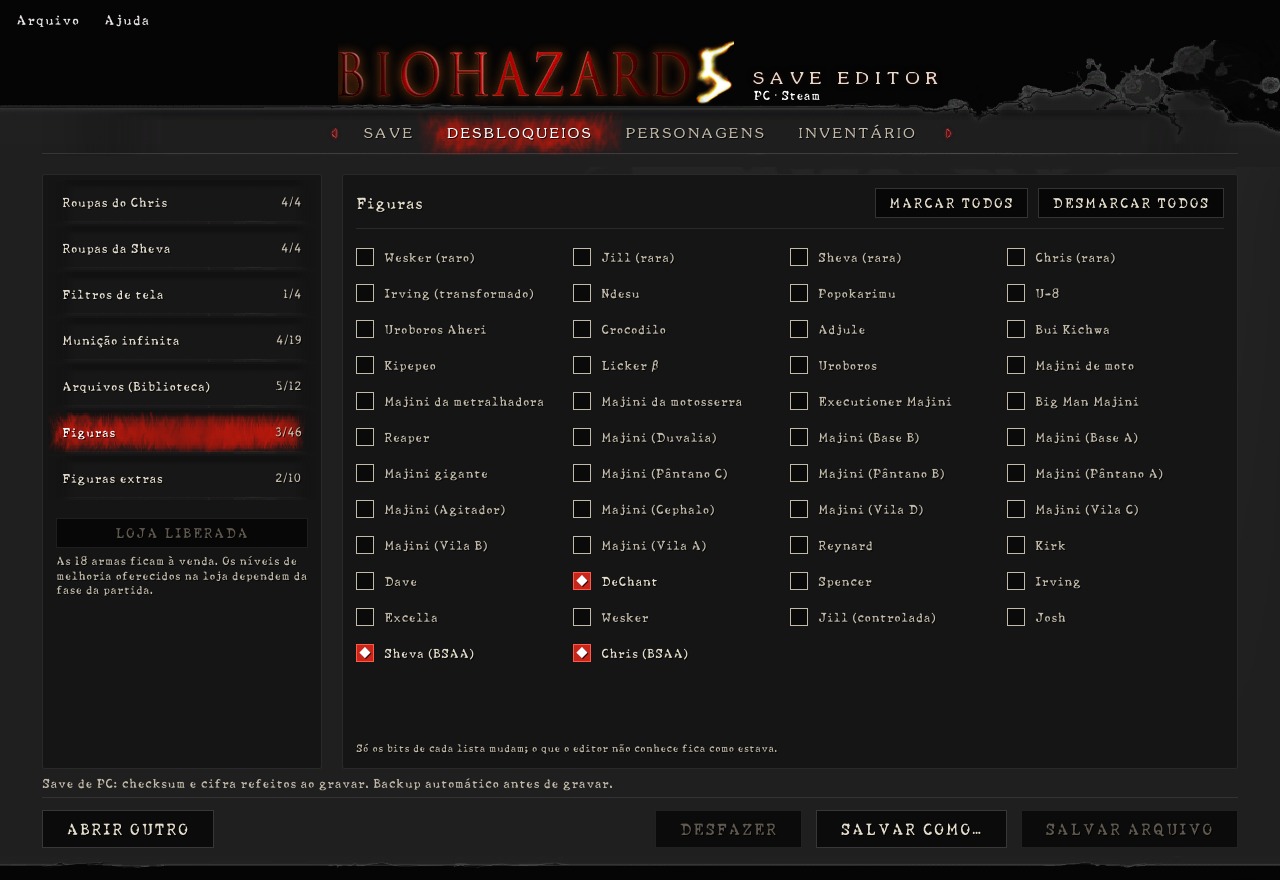 Arquivo Ajuda
BIOHAZARD 5 SAVE EDITOR
PC · Steam
SAVE DESBLOQUEIOS PERSONAGENS INVENTÁRIO
Roupas do Chris 4/4
Roupas da Sheva 4/4
Filtros de tela 1/4
Munição infinita 4/19
Arquivos (Biblioteca) 5/12
Figuras 3/46
Figuras extras 2/10
LOJA LIBERADA
As 18 armas ficam à venda. Os níveis de
melhoria oferecidos na loja dependem da
fase da partida.
Figuras MARCAR TODOS DESMARCAR TODOS
Wesker (raro) Jill (rara) Sheva (rara) Chris (rara)
Irving (transformado) Ndesu Popokarimu U-8
Uroboros Aheri Crocodilo Adjule Bui Kichwa
Kipepeo Licker β Uroboros Majini de moto
Majini da metralhadora Majini da motosserra Executioner Majini Big Man Majini
Reaper Majini (Duvalia) Majini (Base B) Majini (Base A)
Majini gigante Majini (Pântano C) Majini (Pântano B) Majini (Pântano A)
Majini (Agitador) Majini (Cephalo) Majini (Vila D) Majini (Vila C)
Majini (Vila B) Majini (Vila A) Reynard Kirk
Dave DeChant Spencer Irving
Excella Wesker Jill (controlada) Josh
Sheva (BSAA) Chris (BSAA)
Só os bits de cada lista mudam; o que o editor não conhece fica como estava.
Save de PC: checksum e cifra refeitos ao gravar. Backup automático antes de gravar.
ABRIR OUTRO DESFAZER SALVAR COMO… SALVAR ARQUIVO